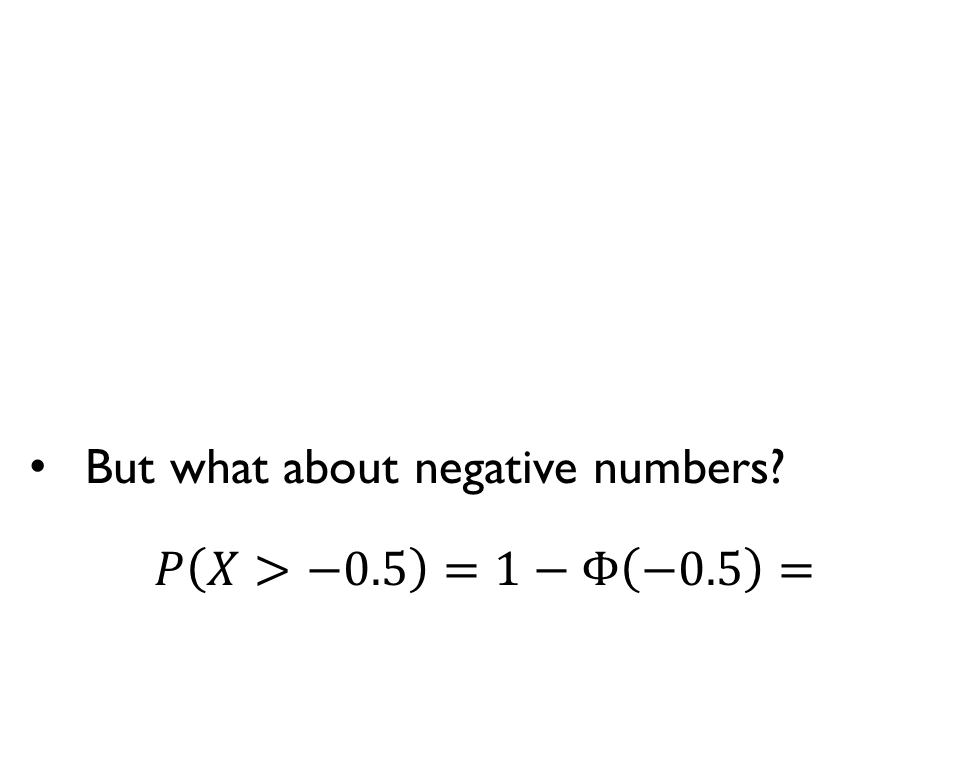 • But what about negative numbers?
𝑃(𝑋 > −0.5) = 1 − Φ(−0.5) =